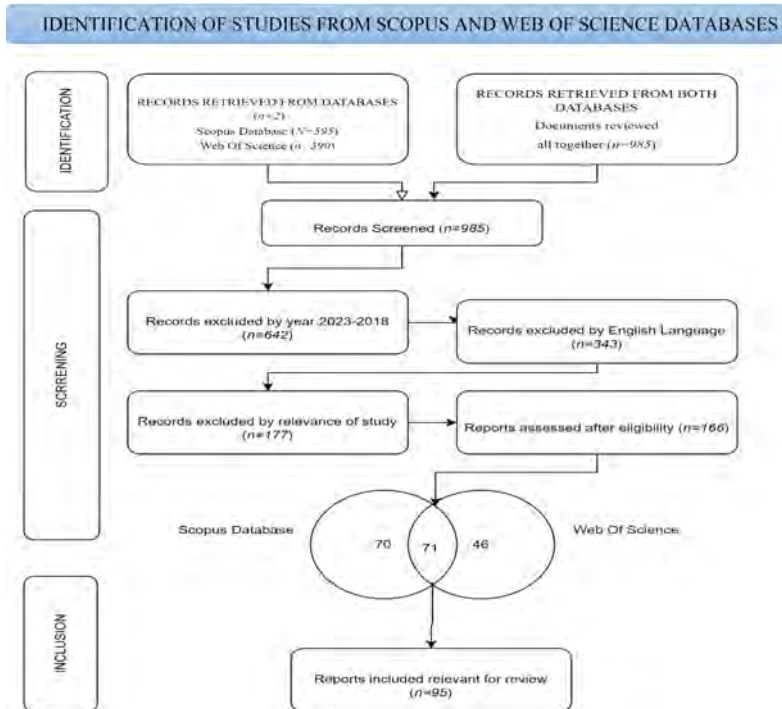 IDENTIFICATION OF STUDIES FROM SCOPUS AND WEB OF SCIENCE DATABASES
IDENTIFICATION
RECORDS RETRIEVED FROM DATABASES
(n=2)
Scopus Database (N=595)
Web Of Science (n 390)
RECORDS RETRIEVED FROM BOTH
DATABASES
Documents reviewed
all together (n=985)
SCRREENING
Records Screened (n=985)
Records excluded by year 2023-2018
(n=642)
Records excluded by English Language
(n=343)
Records excluded by relevance of study
(n=177)
Reports assessed after eligibility (n=166)
Scopus Database
70
71
46
Web Of Science
INCLUSION
Reports included relevant for review
(n=95)